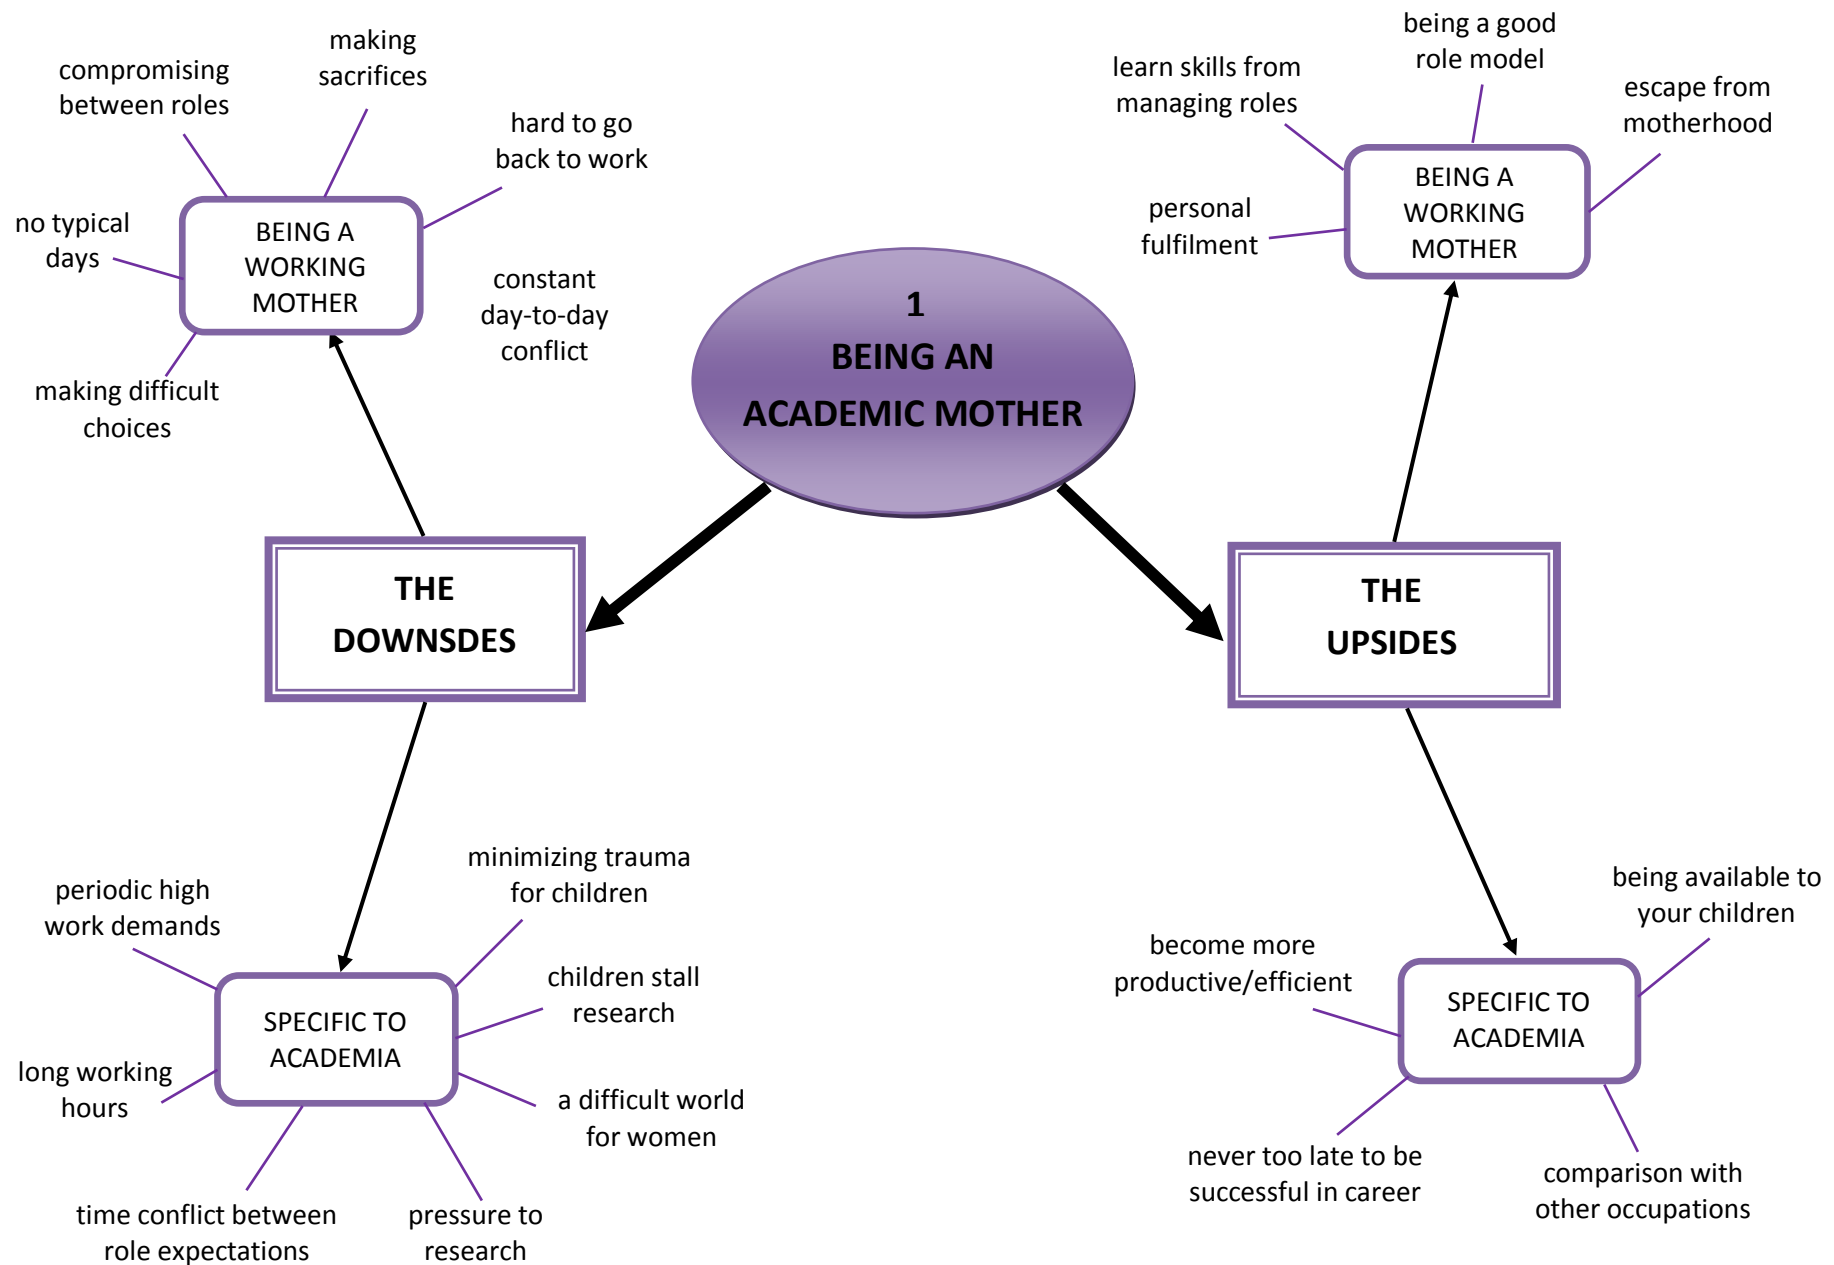 making
sacrifices
compromising
between roles
hard to go
back to work
no typical
days
BEING A
WORKING
MOTHER
constant
day-to-day
conflict
making difficult
choices
1
BEING AN
ACADEMIC MOTHER
being a good
role model
learn skills from
managing roles
escape from
motherhood
personal
fulfilment
BEING A
WORKING
MOTHER
THE
DOWNSDES
THE
UPSIDES
minimizing trauma
for children
periodic high
work demands
children stall
research
SPECIFIC TO
ACADEMIA
long working
hours
a difficult world
for women
time conflict between
role expectations
pressure to
research
being available to
your children
become more
productive/efficient
SPECIFIC TO
ACADEMIA
never too late to be
successful in career
comparison with
other occupations